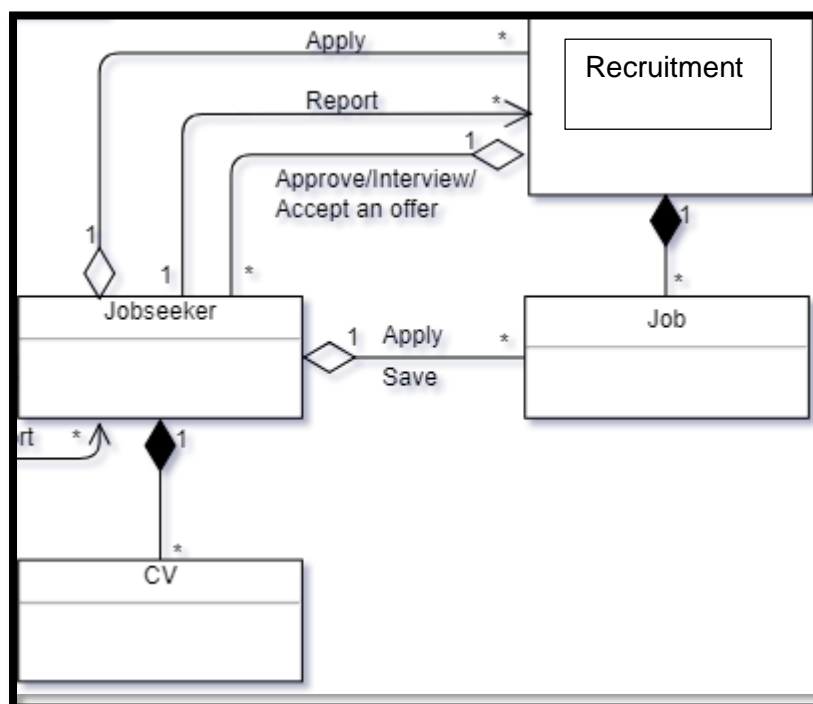 Apply
*
Recruitment
Report
*
1
Approve/Interview/
Accept an offer
1
1
1
*
*
Jobseeker
Job
1
Apply
*
Save
rt
*
1
*
CV